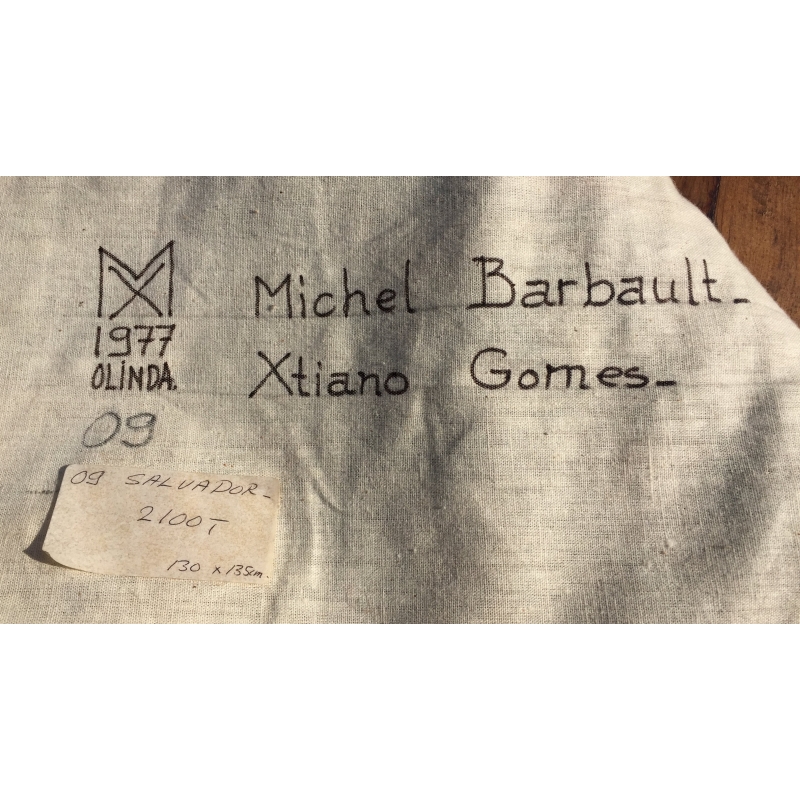 Michel Barbault-
1977
OLINDA.
Xtiano Gomes-
09
09 SALVADOR-
2100T
130 x 135cm.